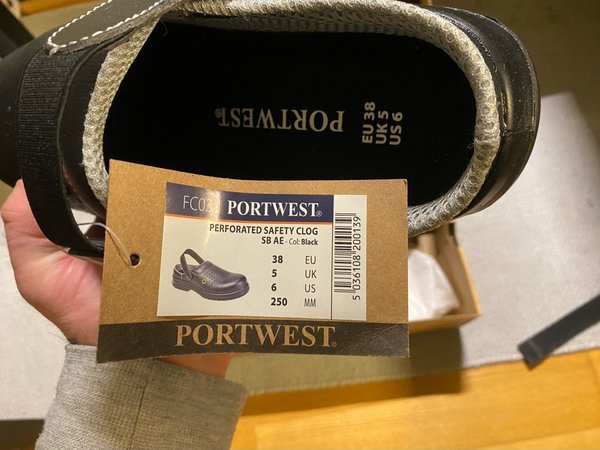 PORTWEST®
EU 38
UK 5
US 6
PORTWEST®
PERFORATED SAFETY CLOG
SB AE - Col: Black
38 EU
5 UK
6 US
250 MM
5 036108 200139
PORTWEST®